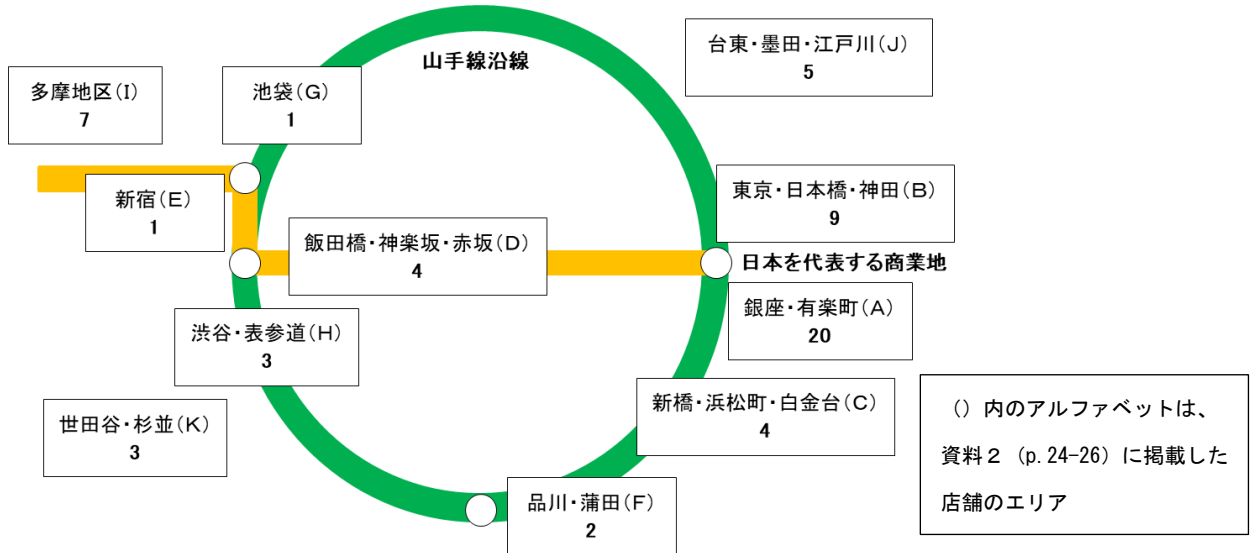 山手線沿線
台東・墨田・江戸川(J)
5
多摩地区(I)
7
池袋(G)
1
新宿(E)
1
飯田橋・神楽坂・赤坂(D)
4
東京・日本橋・神田(B)
9
日本を代表する商業地
銀座・有楽町(A)
20
渋谷・表参道(H)
3
新橋・浜松町・白金台(C)
4
世田谷・杉並(K)
3
品川・蒲田(F)
2
（）内のアルファベットは、
資料２（p.24-26）に掲載した
店舗のエリア